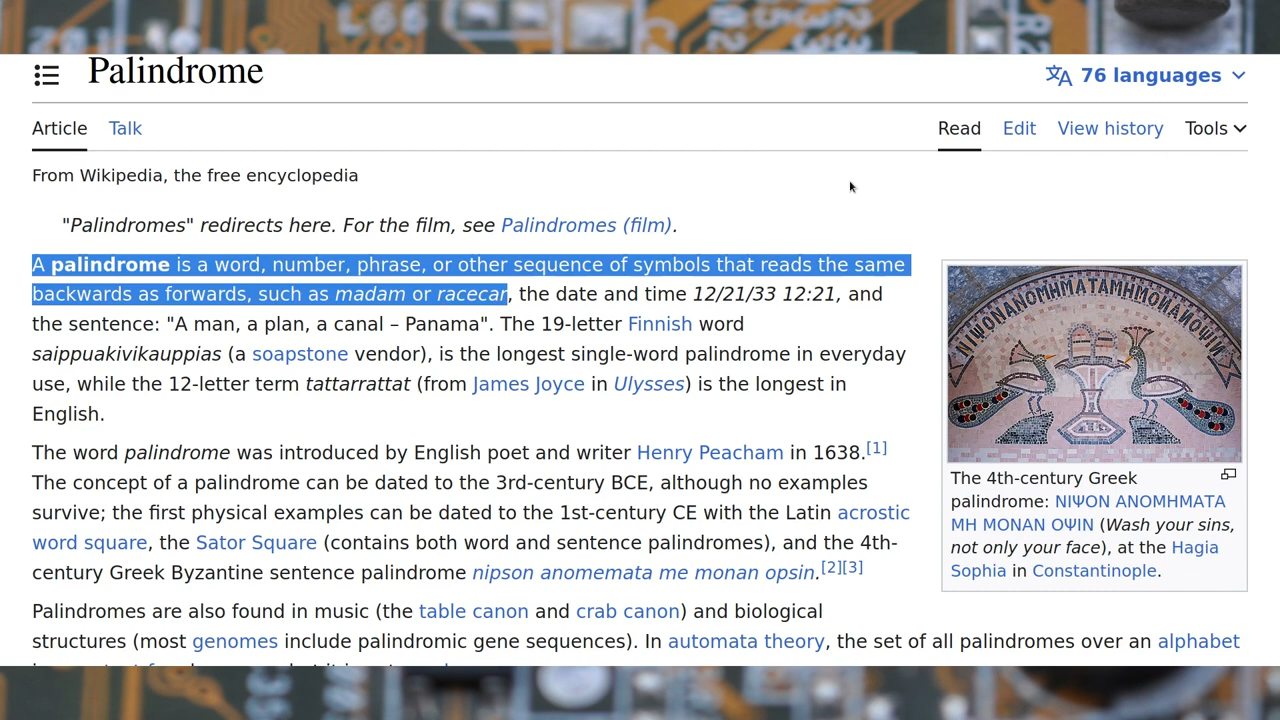 Palindrome
76 languages
Article Talk
Read Edit View history Tools
From Wikipedia, the free encyclopedia
"Palindromes" redirects here. For the film, see Palindromes (film).
A palindrome is a word, number, phrase, or other sequence of symbols that reads the same
backwards as forwards, such as madam or racecar, the date and time 12/21/33 12:21, and
the sentence: "A man, a plan, a canal – Panama". The 19-letter Finnish word
saippuakivikauppias (a soapstone vendor), is the longest single-word palindrome in everyday
use, while the 12-letter term tattarrattat (from James Joyce in Ulysses) is the longest in
English.
The word palindrome was introduced by English poet and writer Henry Peacham in 1638.[1]
The concept of a palindrome can be dated to the 3rd-century BCE, although no examples
survive; the first physical examples can be dated to the 1st-century CE with the Latin acrostic
word square, the Sator Square (contains both word and sentence palindromes), and the 4th-
century Greek Byzantine sentence palindrome nipson anomemata me monan opsin.[2][3]
Palindromes are also found in music (the table canon and crab canon) and biological
structures (most genomes include palindromic gene sequences). In automata theory, the set of all palindromes over an alphabet
ΝΙΨΟΝΑΝΟΜΗΜΑΤΑΜΗΜΟΝΑΝΟΨΙΝ
The 4th-century Greek
palindrome: ΝΙΨΟΝ ΑΝΟΜΗΜΑΤΑ
ΜΗ ΜΟΝΑΝ ΟΨΙΝ (Wash your sins,
not only your face), at the Hagia
Sophia in Constantinople.
L66